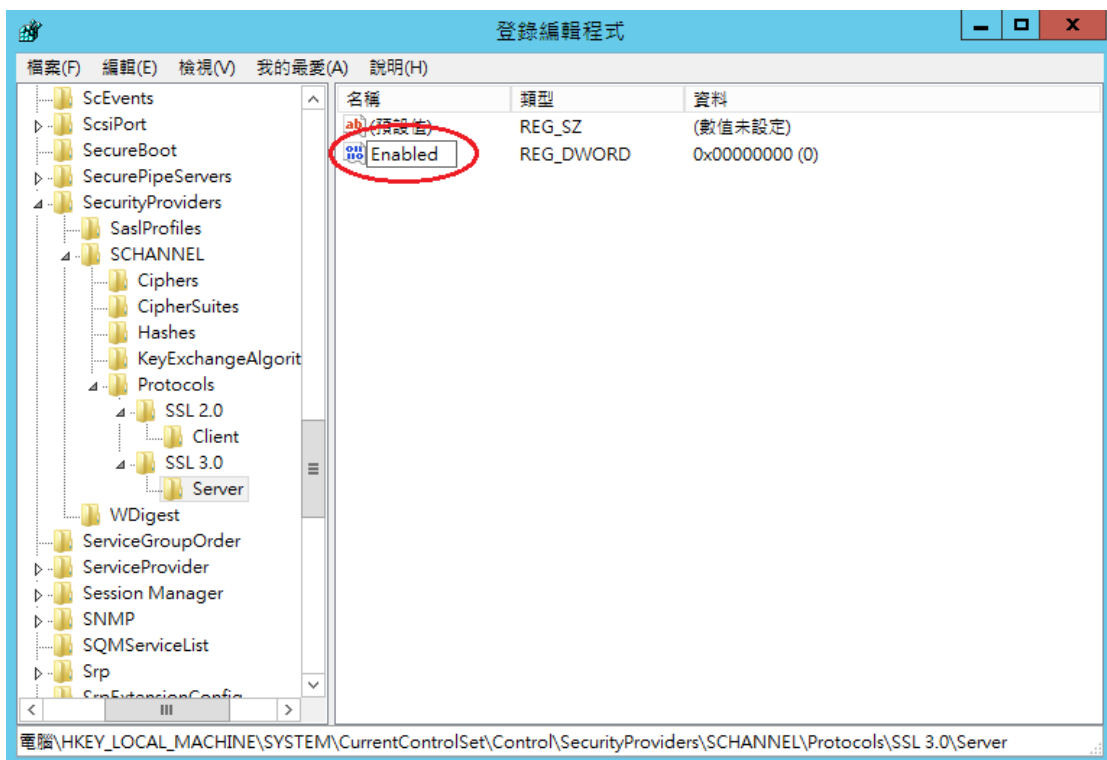 登錄編輯程式
檔案(F) 編輯(E) 檢視(V) 我的最愛(A) 說明(H)
ScEvents
ScsiPort
SecureBoot
SecurePipeServers
SecurityProviders
SaslProfiles
SCHANNEL
Ciphers
CipherSuites
Hashes
KeyExchangeAlgorit
Protocols
SSL 2.0
Client
SSL 3.0
Server
WDigest
ServiceGroupOrder
ServiceProvider
Session Manager
SNMP
SQMServiceList
Srp
SrpExtensionConfig
名稱 類型 資料
(預設值) REG_SZ (數值未設定)
Enabled REG_DWORD 0x00000000 (0)
電腦\HKEY_LOCAL_MACHINE\SYSTEM\CurrentControlSet\Control\SecurityProviders\SCHANNEL\Protocols\SSL 3.0\Server